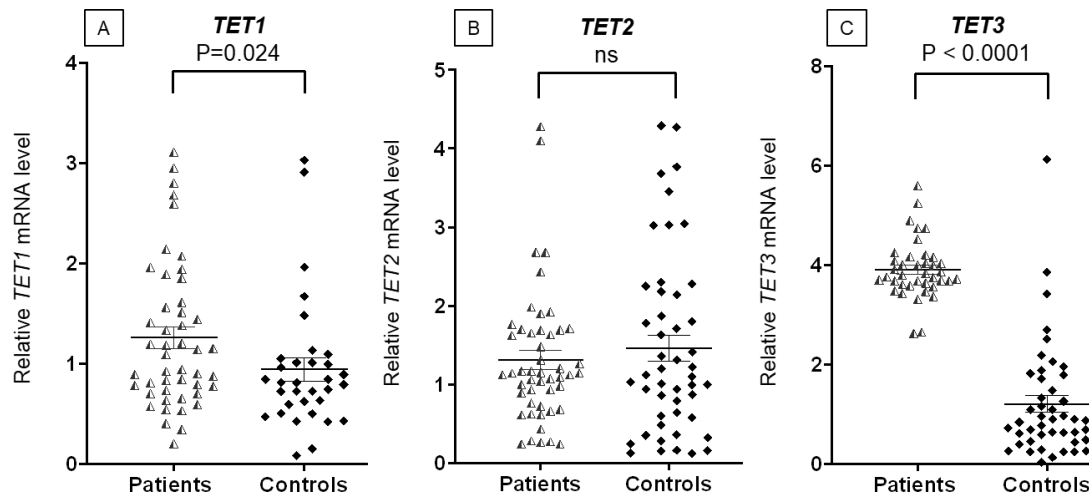 A
TET1
P=0.024
Relative TET1 mRNA level
4
3
2
1
0
Patients Controls
B
TET2
ns
Relative TET2 mRNA level
5
4
3
2
1
0
Patients Controls
C
TET3
P < 0.0001
Relative TET3 mRNA level
8
6
4
2
0
Patients Controls